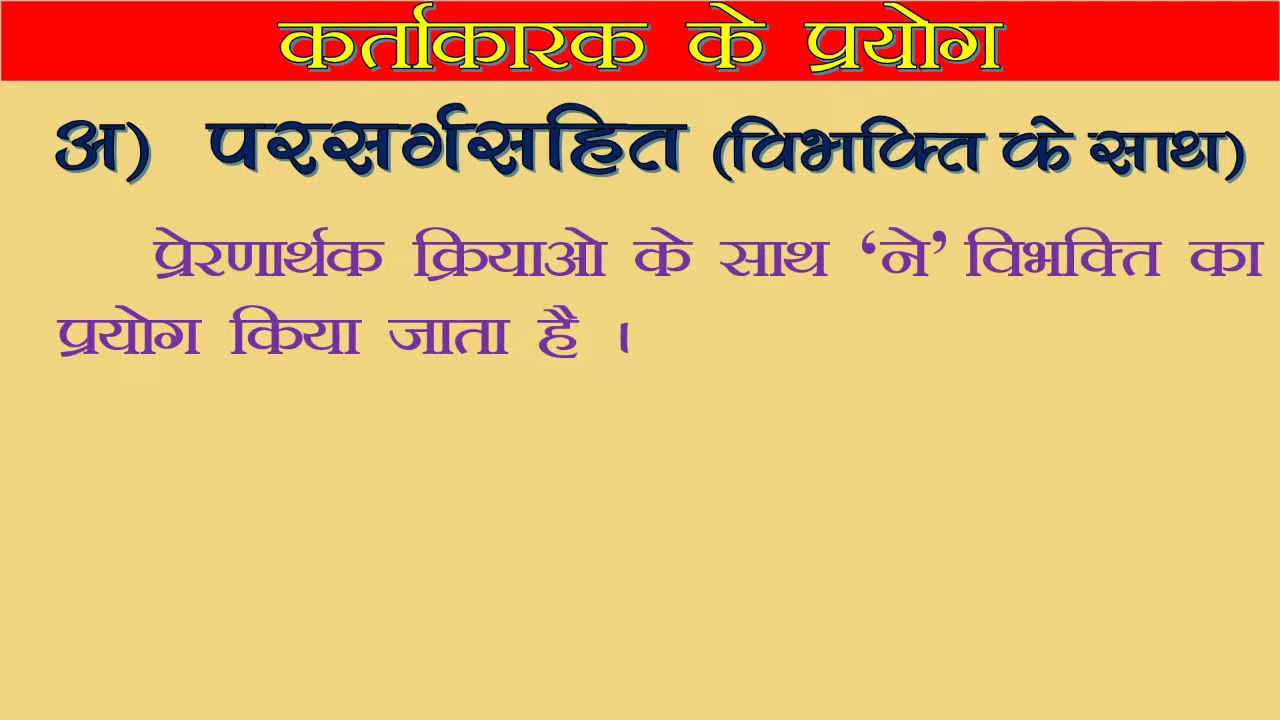 कर्ताकारक के प्रयोग
अ) परसर्गसहित (विभक्ति के साथ)
प्रेरणार्थक क्रियाओ के साथ ‘ने’ विभक्ति का
प्रयोग किया जाता है ।